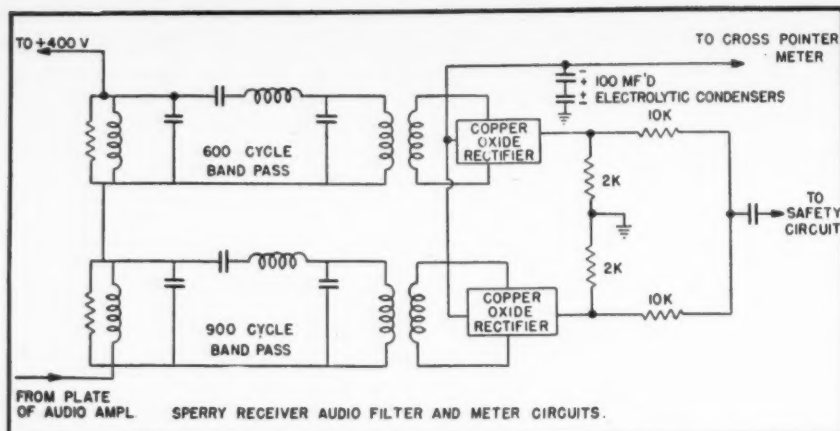 TO +400 V
TO CROSS POINTER
METER
- + 100 MF'D
+ - ELECTROLYTIC CONDENSERS
10K
COPPER
OXIDE
RECTIFIER
600 CYCLE
BAND PASS
2K
TO
SAFETY
CIRCUIT
2K
COPPER
OXIDE
RECTIFIER
10K
900 CYCLE
BAND PASS
FROM PLATE
OF AUDIO AMPL. SPERRY RECEIVER AUDIO FILTER AND METER CIRCUITS.